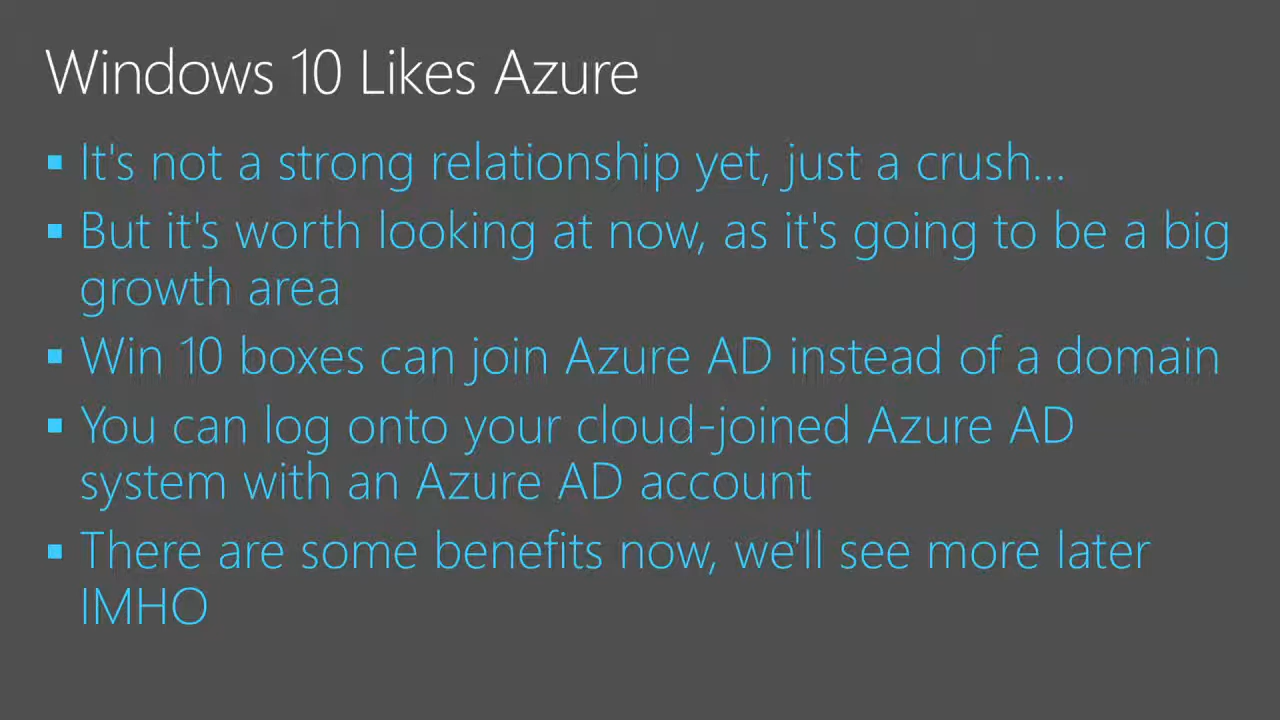 Windows 10 Likes Azure
It's not a strong relationship yet, just a crush...
But it's worth looking at now, as it's going to be a big
growth area
Win 10 boxes can join Azure AD instead of a domain
You can log onto your cloud-joined Azure AD
system with an Azure AD account
There are some benefits now, we'll see more later
IMHO